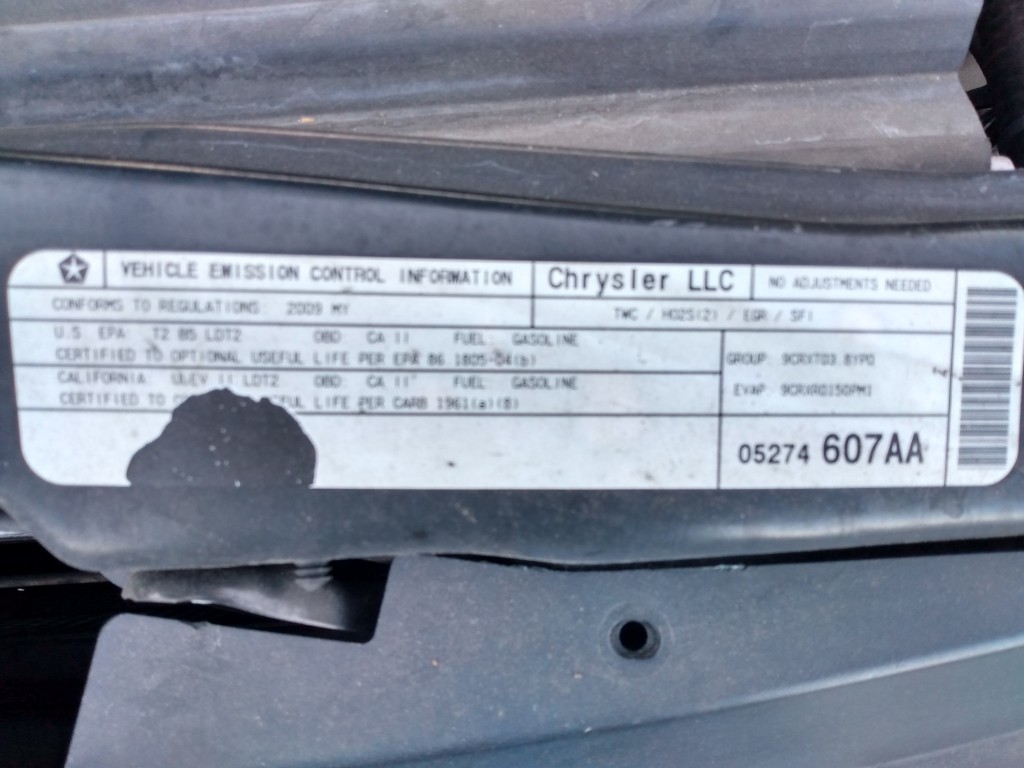 VEHICLE EMISSION CONTROL INFORMATION
Chrysler LLC
NO ADJUSTMENTS NEEDED
CONFORMS TO REGULATIONS: 2009 MY
TWC / HO2S(2) / EGR / SFI
U.S. EPA: T2 B5 LDT2 OBD: CA II FUEL: GASOLINE
CERTIFIED TO OPTIONAL USEFUL LIFE PER EPA 86.1805-04(b)
CALIFORNIA: ULEV II LDT2 OBD: CA II FUEL: GASOLINE
CERTIFIED TO USEFUL LIFE PER CARB 1961(a)(8)
GROUP: 9CRXT03.8YP0
EVAP: 9CRXR0150PM1
05274 607AA